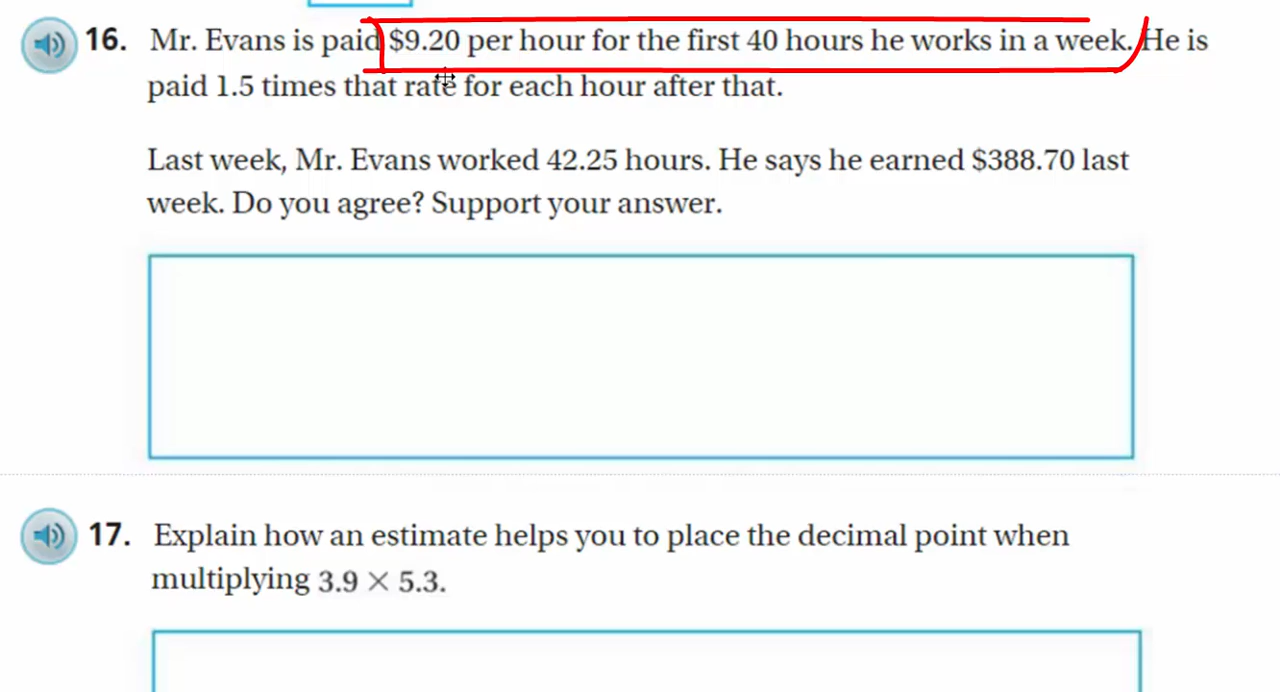 16. Mr. Evans is paid $9.20 per hour for the first 40 hours he works in a week. He is
paid 1.5 times that rate for each hour after that.
Last week, Mr. Evans worked 42.25 hours. He says he earned $388.70 last
week. Do you agree? Support your answer.
17. Explain how an estimate helps you to place the decimal point when
multiplying 3.9 × 5.3.